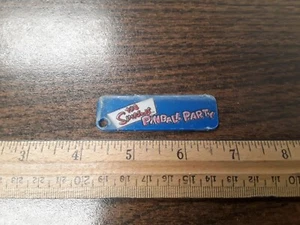 THE
Simpsons
PINBALL PARTY
3 4 5 6 7 8